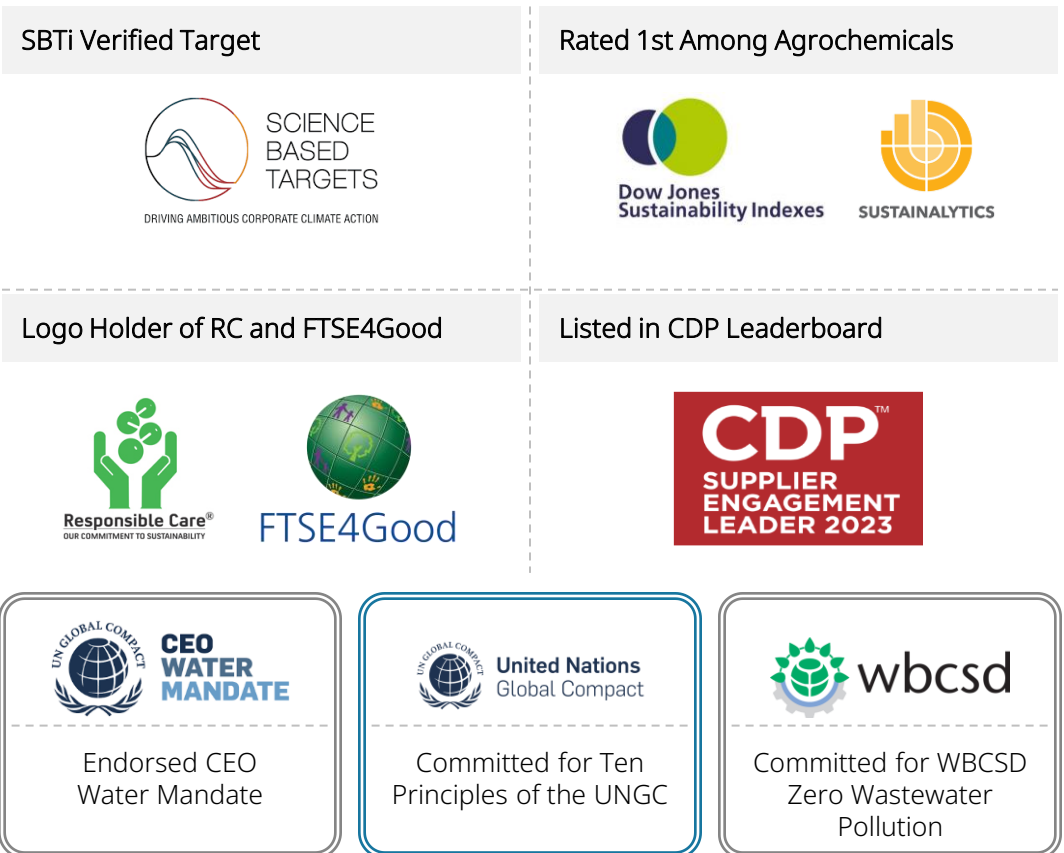 SBTi Verified Target
Rated 1st Among Agrochemicals
SCIENCE
BASED
TARGETS
DRIVING AMBITIOUS CORPORATE CLIMATE ACTION
Dow Jones
Sustainability Indexes
SUSTAINALYTICS
Logo Holder of RC and FTSE4Good
Listed in CDP Leaderboard
Responsible Care®
OUR COMMITMENT TO SUSTAINABILITY
FTSE4Good
CDP™
SUPPLIER
ENGAGEMENT
LEADER 2023
UN GLOBAL COMPACT
CEO
WATER
MANDATE
Endorsed CEO
Water Mandate
UN GLOBAL COMPACT
United Nations
Global Compact
Committed for Ten
Principles of the UNGC
wbcsd
Committed for WBCSD
Zero Wastewater
Pollution